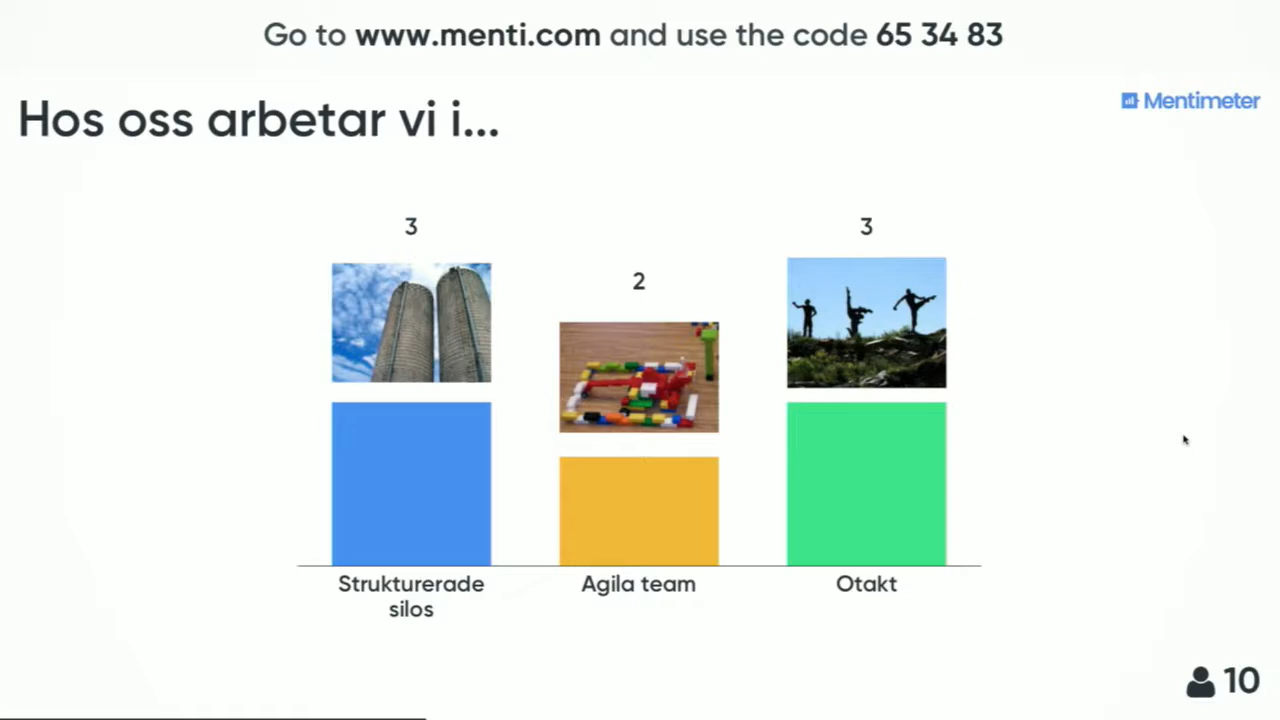 Go to www.menti.com and use the code 65 34 83
Mentimeter
Hos oss arbetar vi i...
3
2
3
Strukturerade
silos
Agila team
Otakt
10